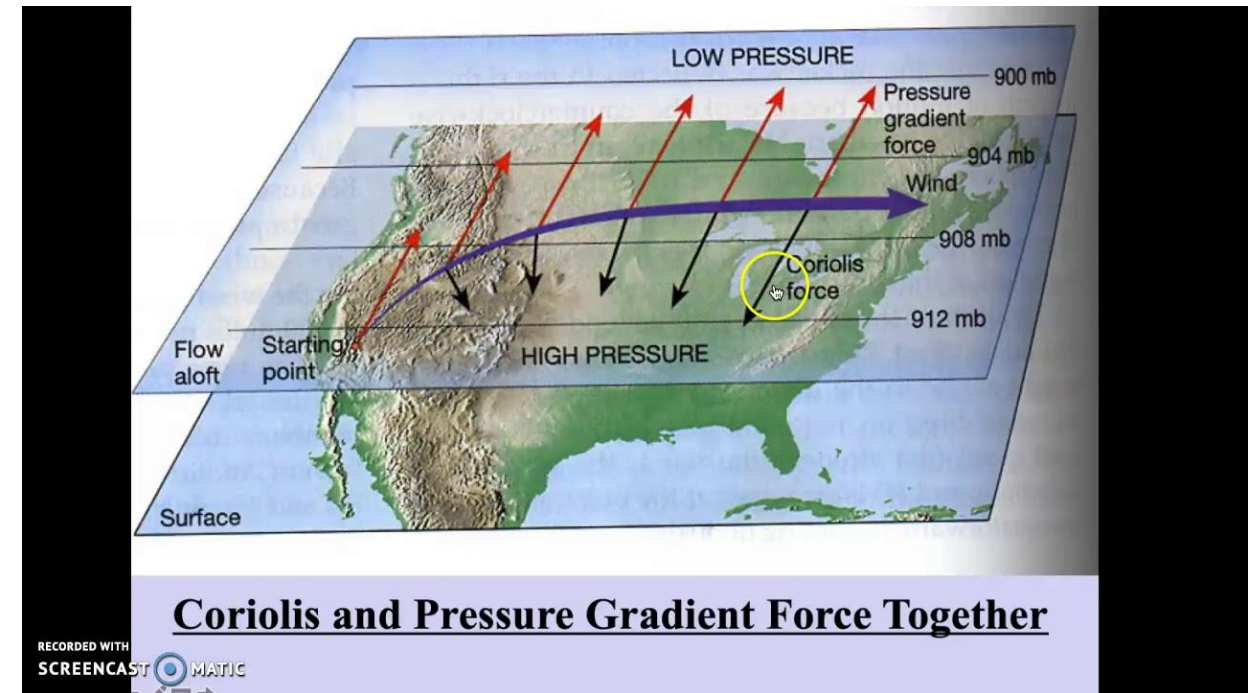 LOW PRESSURE
900 mb
Pressure
gradient
force
904 mb
Wind
908 mb
Coriolis
force
912 mb
Flow
aloft
Starting
point
HIGH PRESSURE
Surface
Coriolis and Pressure Gradient Force Together
RECORDED WITH
SCREENCAST MATIC